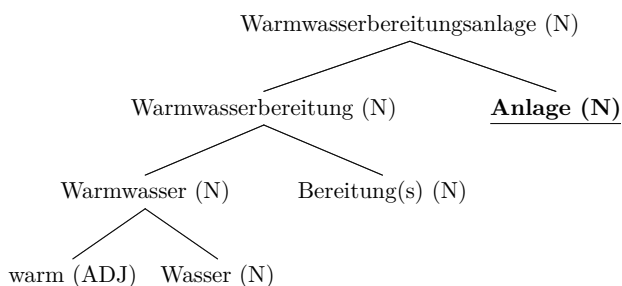 Warmwasserbereitungsanlage (N)
Warmwasserbereitung (N) Anlage (N)
Warmwasser (N) Bereitung(s) (N)
warm (ADJ) Wasser (N)